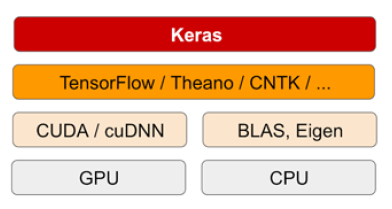 Keras
TensorFlow / Theano / CNTK / ...
CUDA / cuDNN
BLAS, Eigen
GPU
CPU